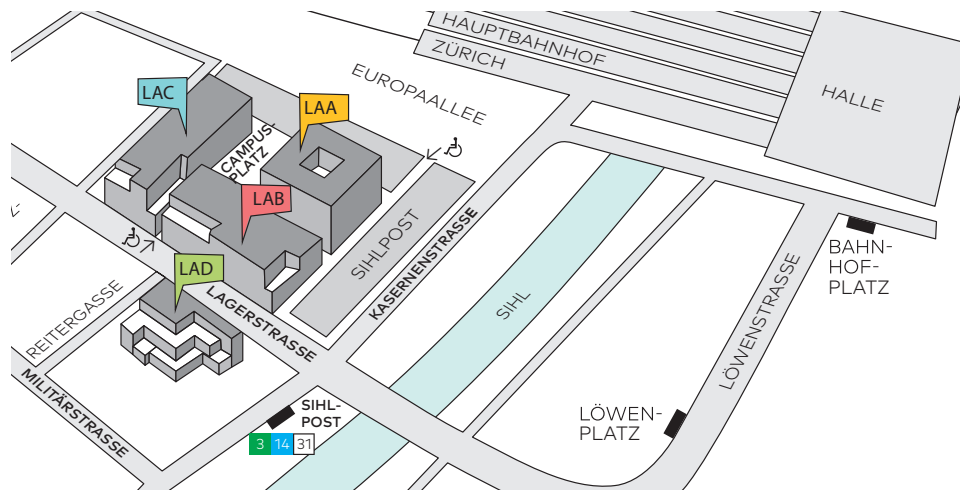 HAUPTBAHNHOF
ZÜRICH
HALLE
EUROPAALLEE
LAC
LAA
CAMPUS-
PLATZ
LAB
SIHLPOST
KASERNENSTRASSE
SIHL
BAHN-
HOF-
PLATZ
LAD
LAGERSTRASSE
REITERGASSE
MILITÄRSTRASSE
LÖWENSTRASSE
SIHL-
POST
3 14 31
LÖWEN-
PLATZ